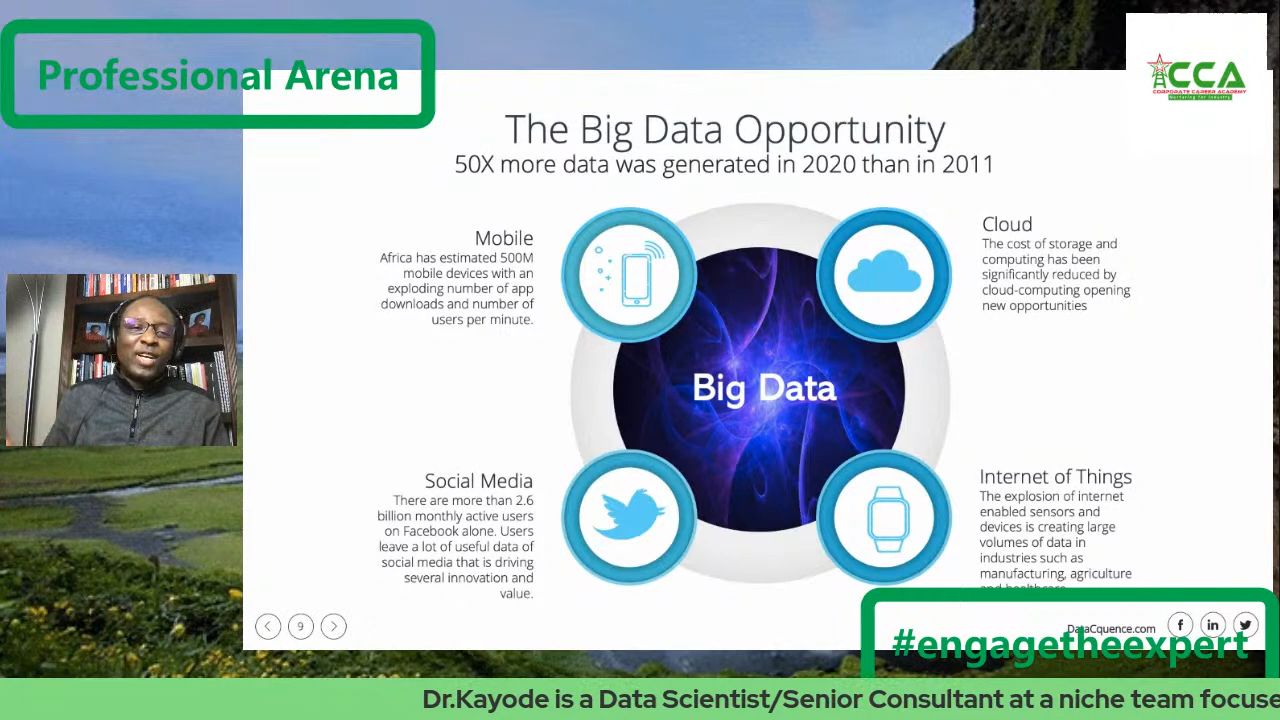 Professional Arena
CCA
CORPORATE CAREER ACADEMY
Nurturing for Industry
The Big Data Opportunity
50X more data was generated in 2020 than in 2011
Mobile
Africa has estimated 500M
mobile devices with an
exploding number of app
downloads and number of
users per minute.
Cloud
The cost of storage and
computing has been
significantly reduced by
cloud-computing opening
new opportunities
Big Data
Social Media
There are more than 2.6
billion monthly active users
on Facebook alone. Users
leave a lot of useful data of
social media that is driving
several innovation and
value.
Internet of Things
The explosion of internet
enabled sensors and
devices is creating large
volumes of data in
industries such as
manufacturing, agriculture
and healthcare.
9
DataCquence.com
#engagetheexpert
Dr.Kayode is a Data Scientist/Senior Consultant at a niche team focuse